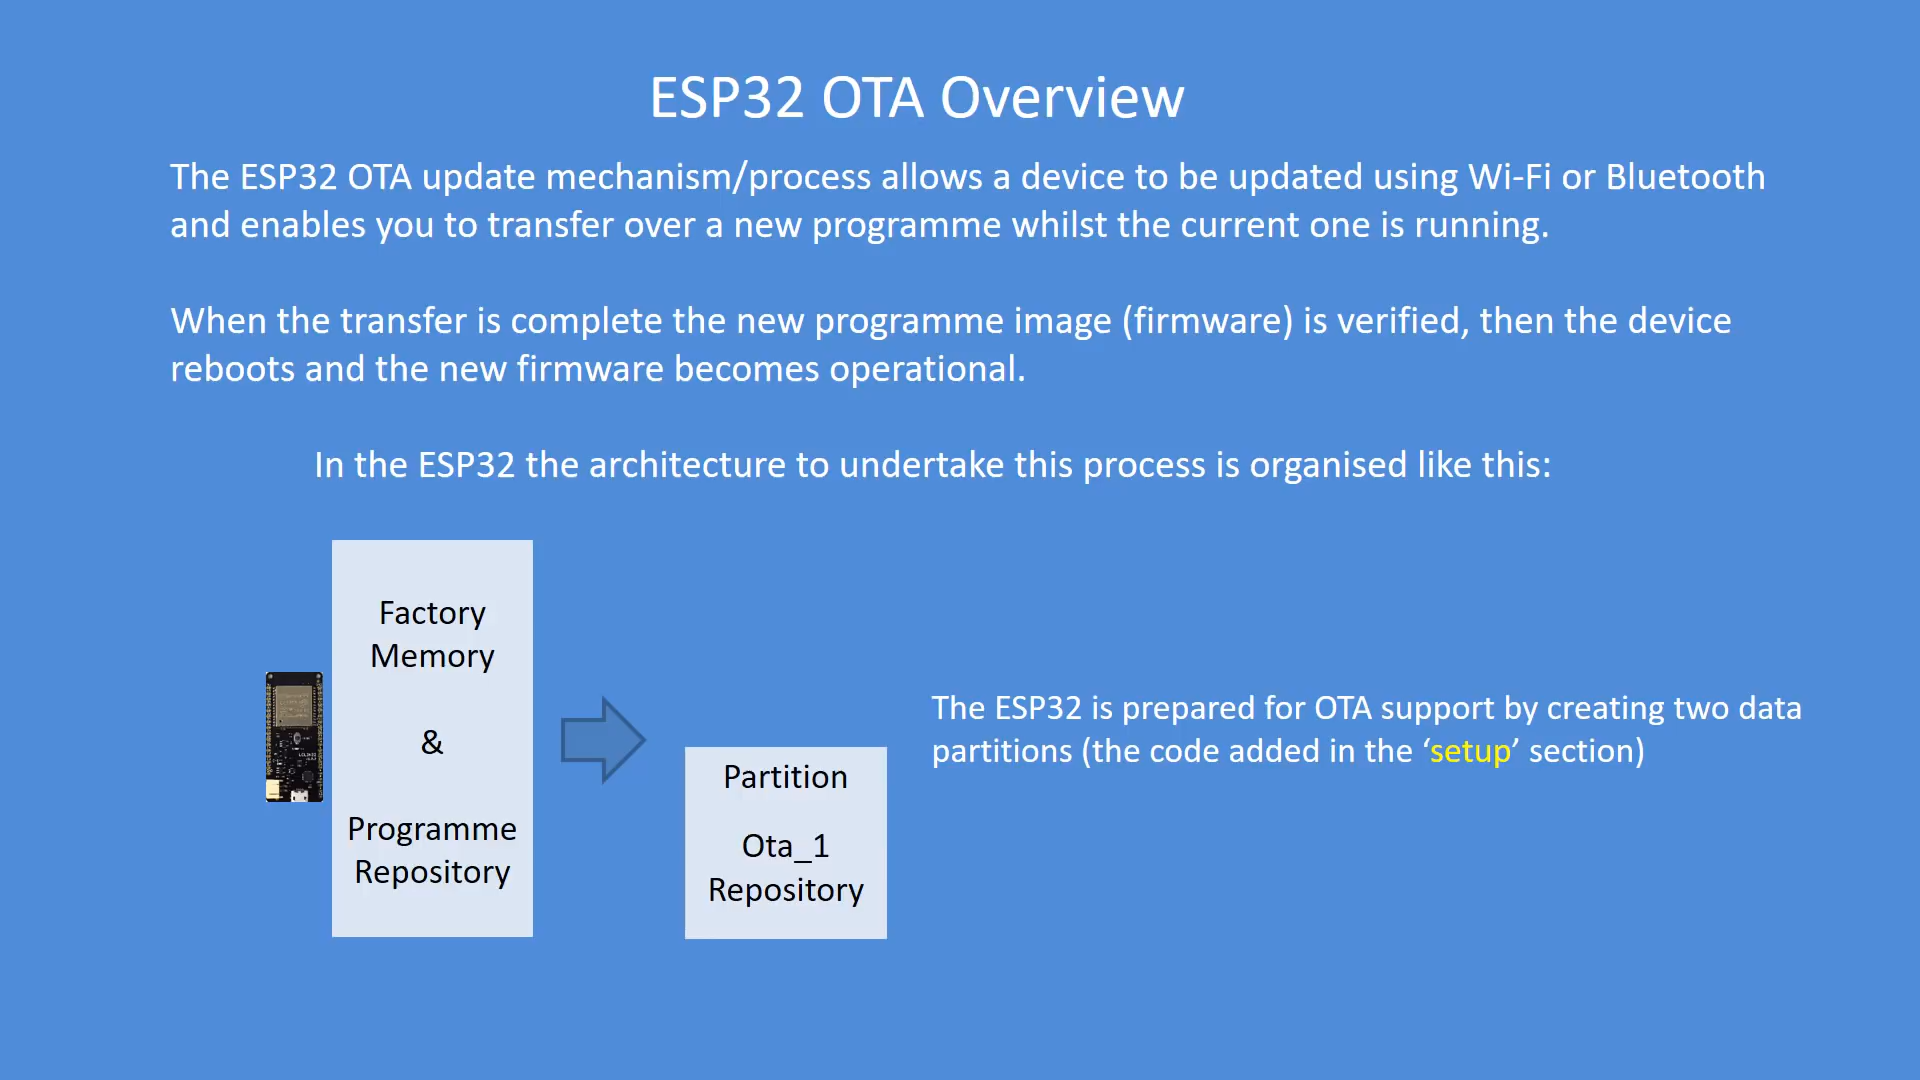 ESP32 OTA Overview
The ESP32 OTA update mechanism/process allows a device to be updated using Wi-Fi or Bluetooth
and enables you to transfer over a new programme whilst the current one is running.
When the transfer is complete the new programme image (firmware) is verified, then the device
reboots and the new firmware becomes operational.
In the ESP32 the architecture to undertake this process is organised like this:
Factory
Memory
&
Programme
Repository
Partition
Ota_1
Repository
The ESP32 is prepared for OTA support by creating two data
partitions (the code added in the ‘setup’ section)